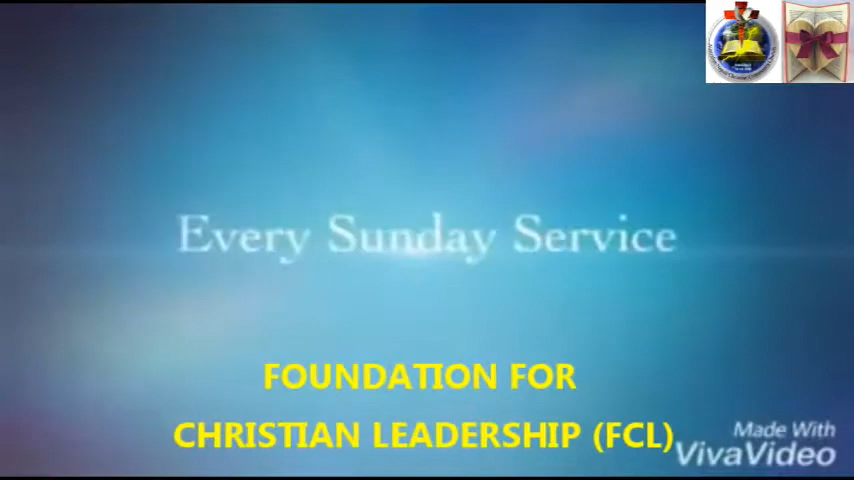 Every Sunday Service
FOUNDATION FOR
CHRISTIAN LEADERSHIP (FCL)
Made With
VivaVideo